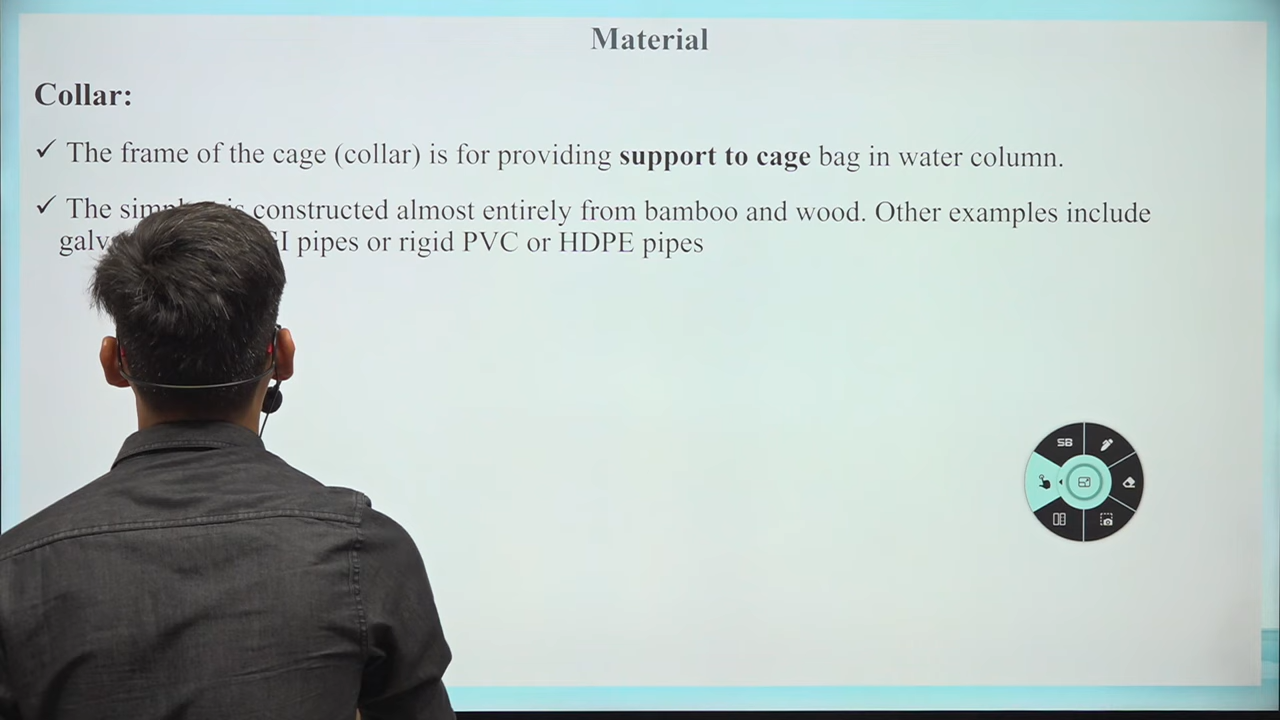 Material
Collar:
✓ The frame of the cage (collar) is for providing support to cage bag in water column.
✓ The is constructed almost entirely from bamboo and wood. Other examples include
GI pipes or rigid PVC or HDPE pipes
SB